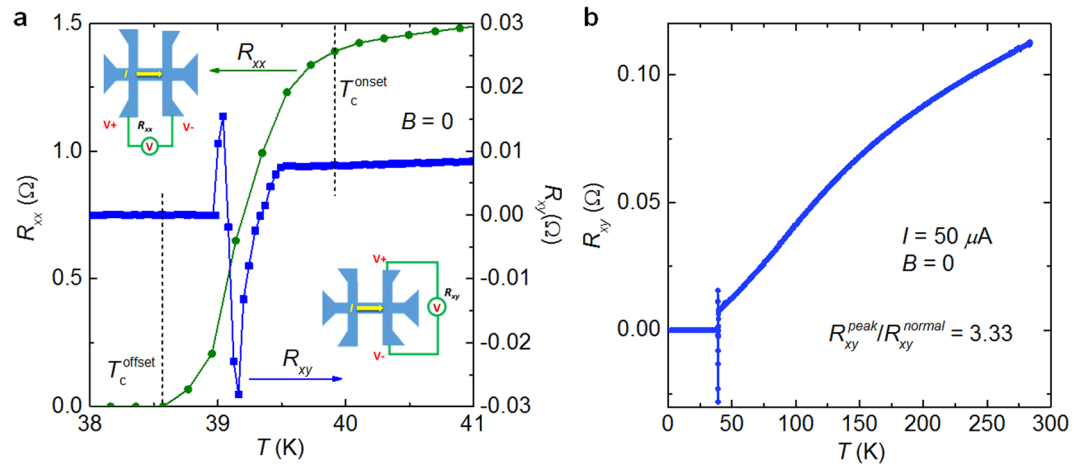 a
1.5
1.0
0.5
0.0
R_xx (Ω)
38
39
40
41
T (K)
0.03
0.02
0.01
0.00
-0.01
-0.02
-0.03
R_xy(Ω)
I
V+
R_xx
V-
V
R_xx
T_c^onset
B = 0
V+
I
R_xy
V
V-
T_c^offset
R_xy
b
0.10
0.05
0.00
R_xy (Ω)
0
50
100
150
200
250
300
T (K)
I = 50 μA
B = 0
R_xy^peak/R_xy^normal = 3.33